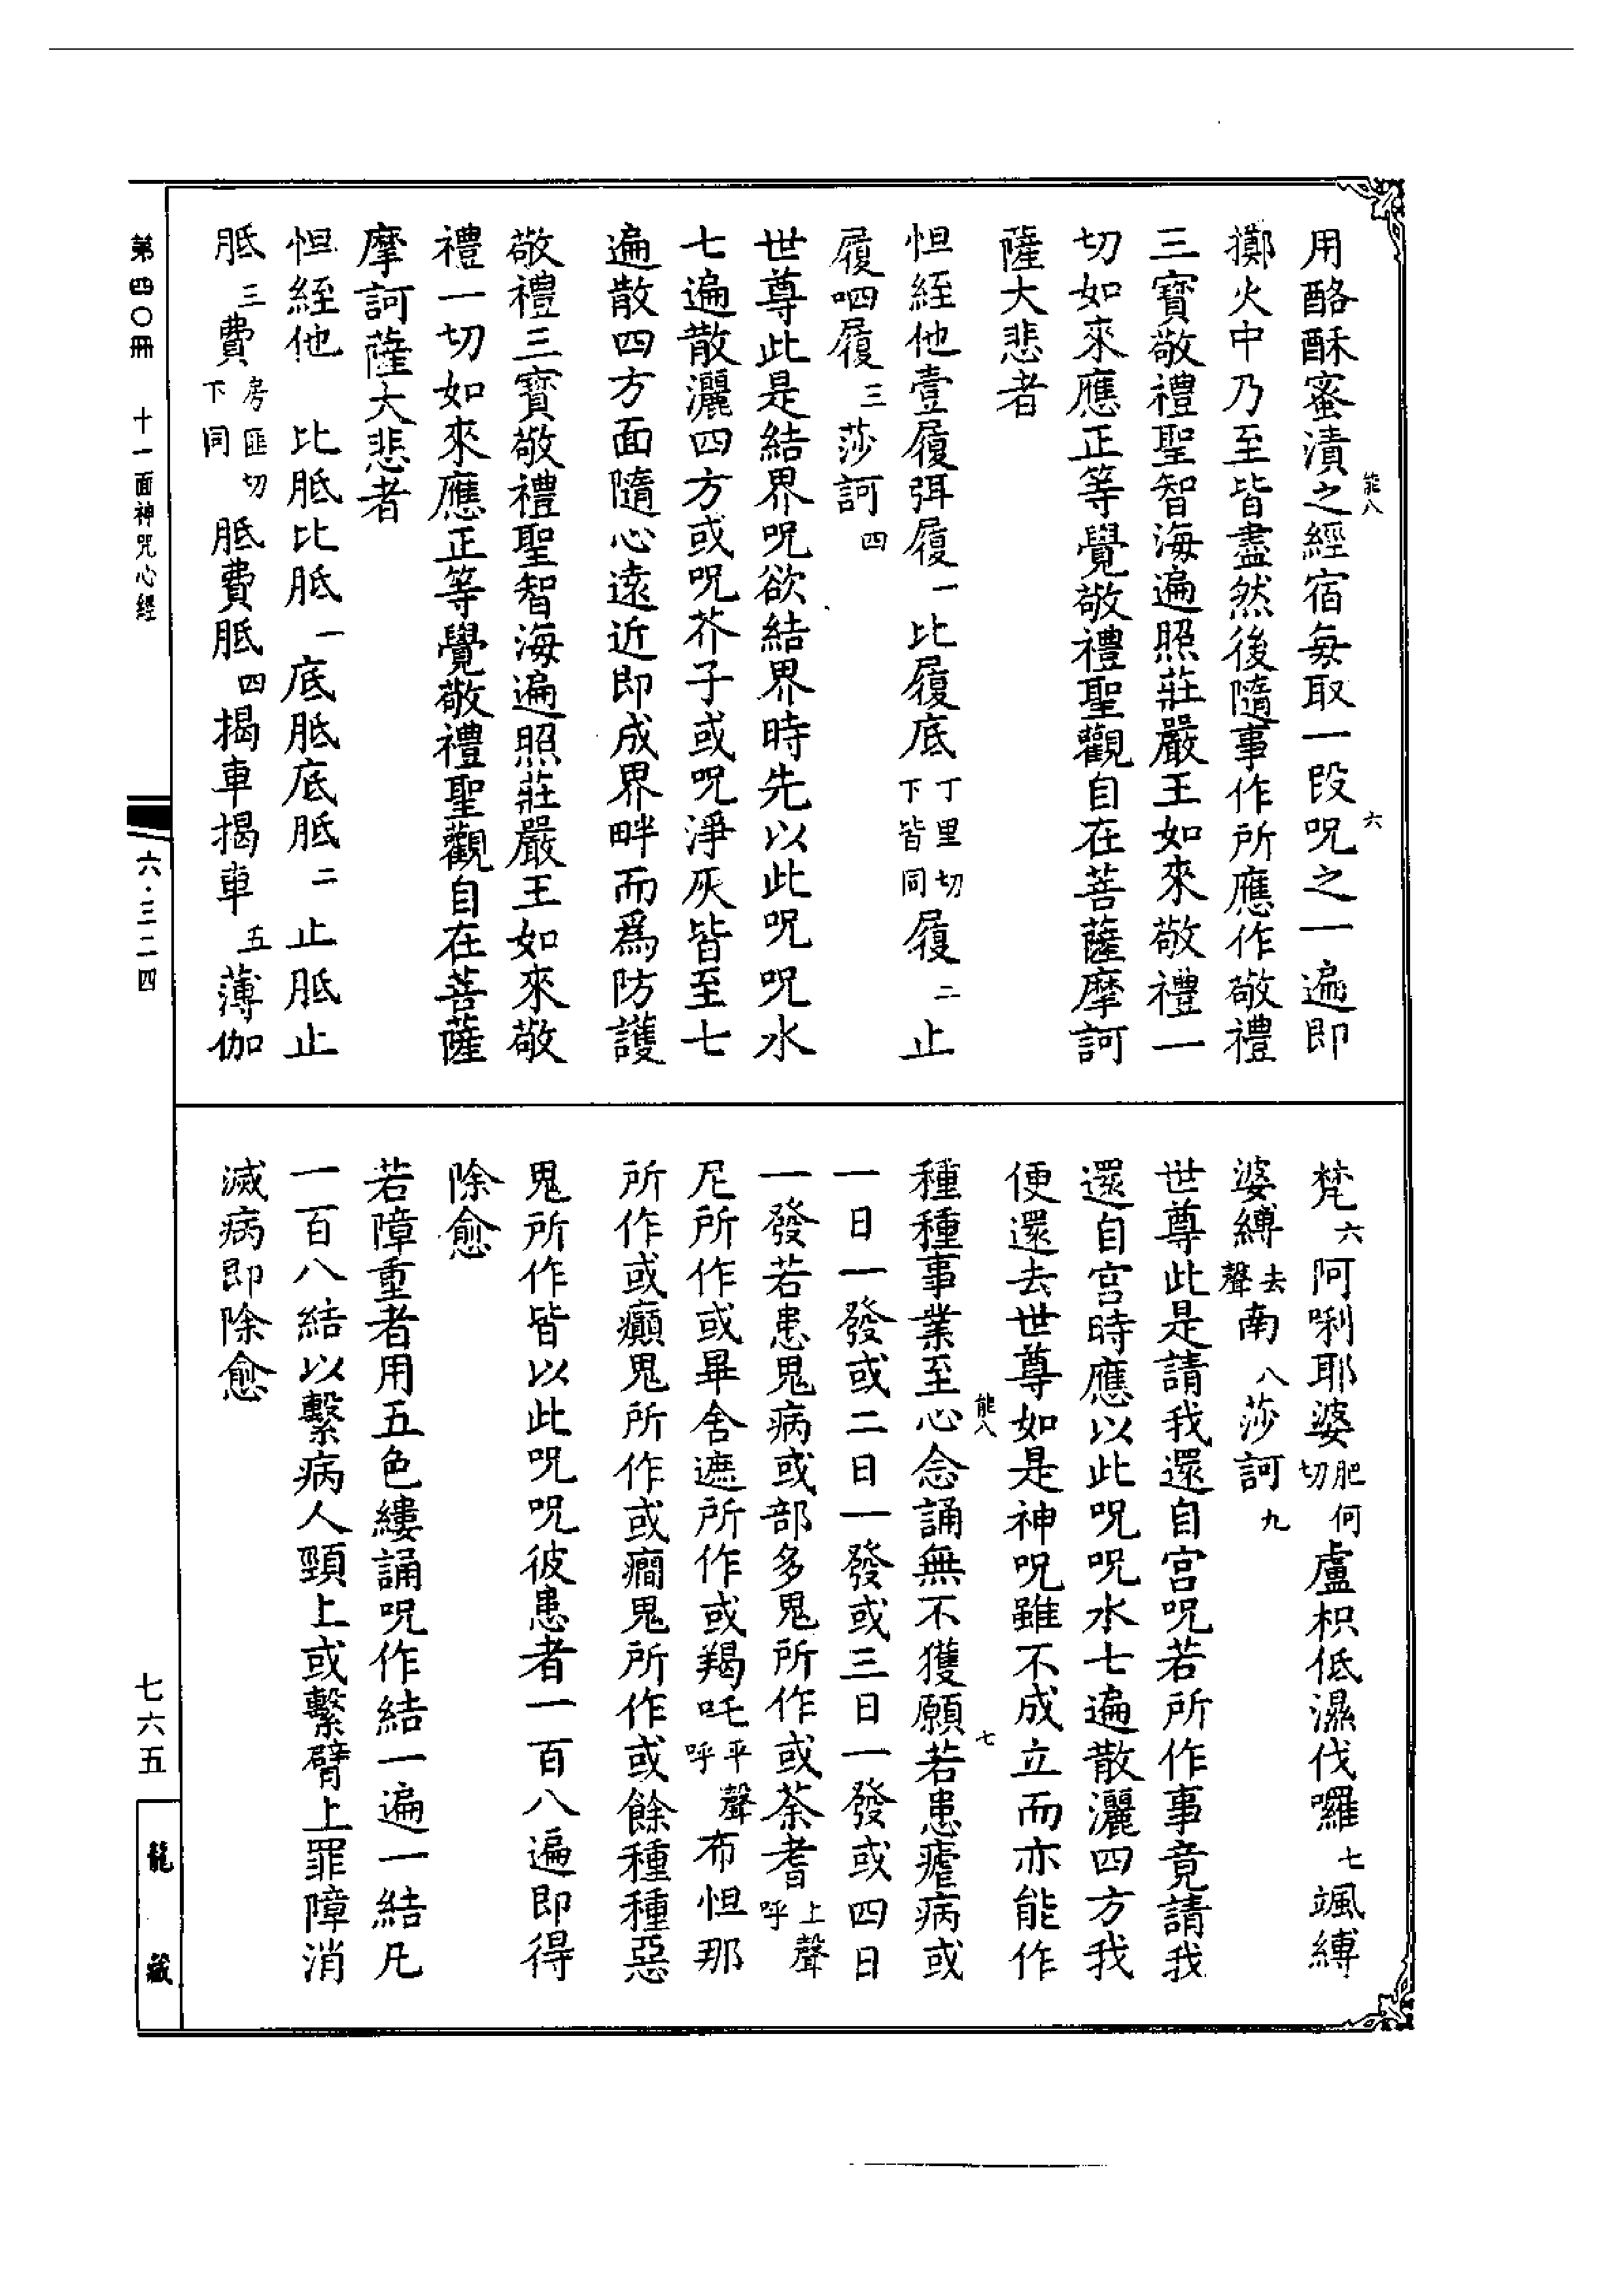 用酪酥蜜漬之經宿每取一段呪之一遍即
能八
六
擲火中乃至皆盡然後隨事作所應作敬禮
三寶敬禮聖智海遍照莊嚴王如來敬禮一
切如來應正等覺敬禮聖觀自在菩薩摩訶
薩大悲者
怛絰他壹履弭履一比履底丁里切下皆同履二止
履呬履三莎訶四
世尊此是結界呪欲結界時先以此呪呪水
七遍散灑四方或呪芥子或呪淨灰皆至七
遍散四方面隨心遠近即成界畔而為防護
敬禮三寶敬禮聖智海遍照莊嚴王如來敬
禮一切如來應正等覺敬禮聖觀自在菩薩
摩訶薩大悲者
怛絰他 比胝比胝一底胝底胝二止胝止
胝三費房匪切下同胝費胝四揭車揭車五薄伽
梵六阿唎耶婆肥何切盧枳低濕伐囉七颯縛
婆縛去聲南八莎訶九
世尊此是請我還自宮呪若所作事竟請我
還自宮時應以此呪呪水七遍散灑四方我
便還去世尊如是神呪雖不成立而亦能作
能八
七
種種事業至心念誦無不獲願若患瘧病或
一日一發或二日一發或三日一發或四日
一發若患鬼病或部多鬼所作或荼耆上聲呼
尼所作或畢舍遮所作或羯吒平聲呼布怛那
所作或癲鬼所作或癇鬼所作或餘種種惡
鬼所作皆以此呪呪彼患者一百八遍即得
除愈
若障重者用五色縷誦呪作結一遍一結凡
一百八結以繫病人頸上或繫臂上罪障消
滅病即除愈
第四〇冊 十一面神咒心經
六·三二四
七六五
龍藏